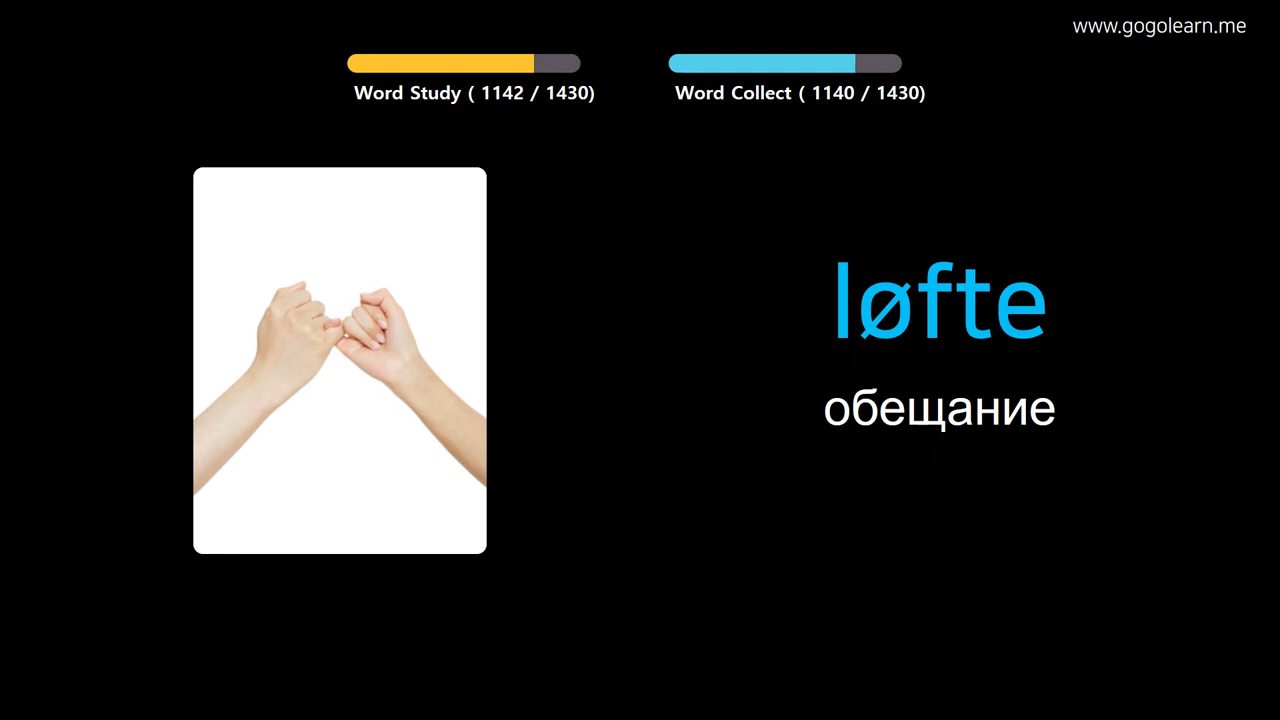 www.gogolearn.me
Word Study ( 1142 / 1430)
Word Collect ( 1140 / 1430)
løfte
обещание